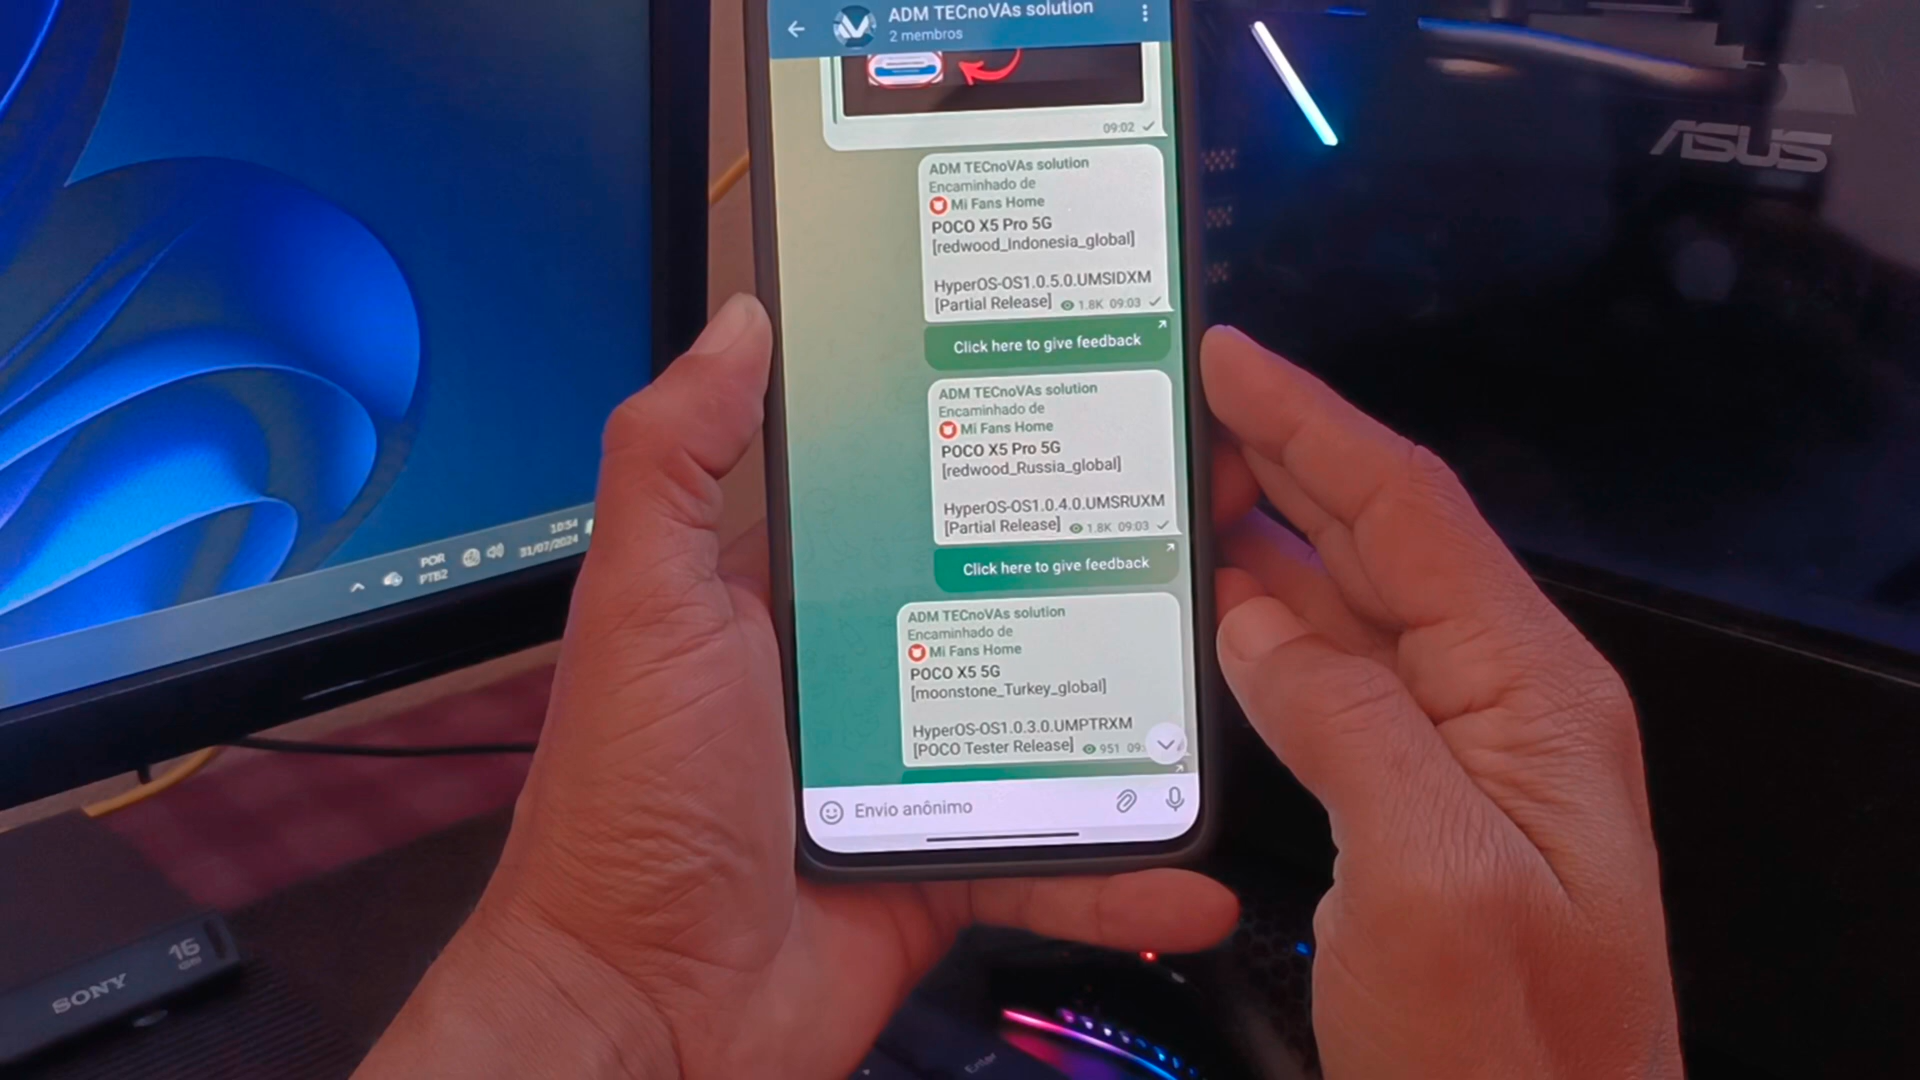 ADM TECnoVAs solution
2 membros
09:02
ADM TECnoVAs solution
Encaminhado de
Mi Fans Home
POCO X5 Pro 5G
[redwood_Indonesia_global]
HyperOS-OS1.0.5.0.UMSIDXM
[Partial Release] 1.8K 09:03
Click here to give feedback
ADM TECnoVAs solution
Encaminhado de
Mi Fans Home
POCO X5 Pro 5G
[redwood_Russia_global]
HyperOS-OS1.0.4.0.UMSRUXM
[Partial Release] 1.8K 09:03
Click here to give feedback
ADM TECnoVAs solution
Encaminhado de
Mi Fans Home
POCO X5 5G
[moonstone_Turkey_global]
HyperOS-OS1.0.3.0.UMPTRXM
[POCO Tester Release] 951 09:
Envio anônimo
POR
PTB2
10:54
31/07/2024
ASUS
SONY
16
GB
Enter